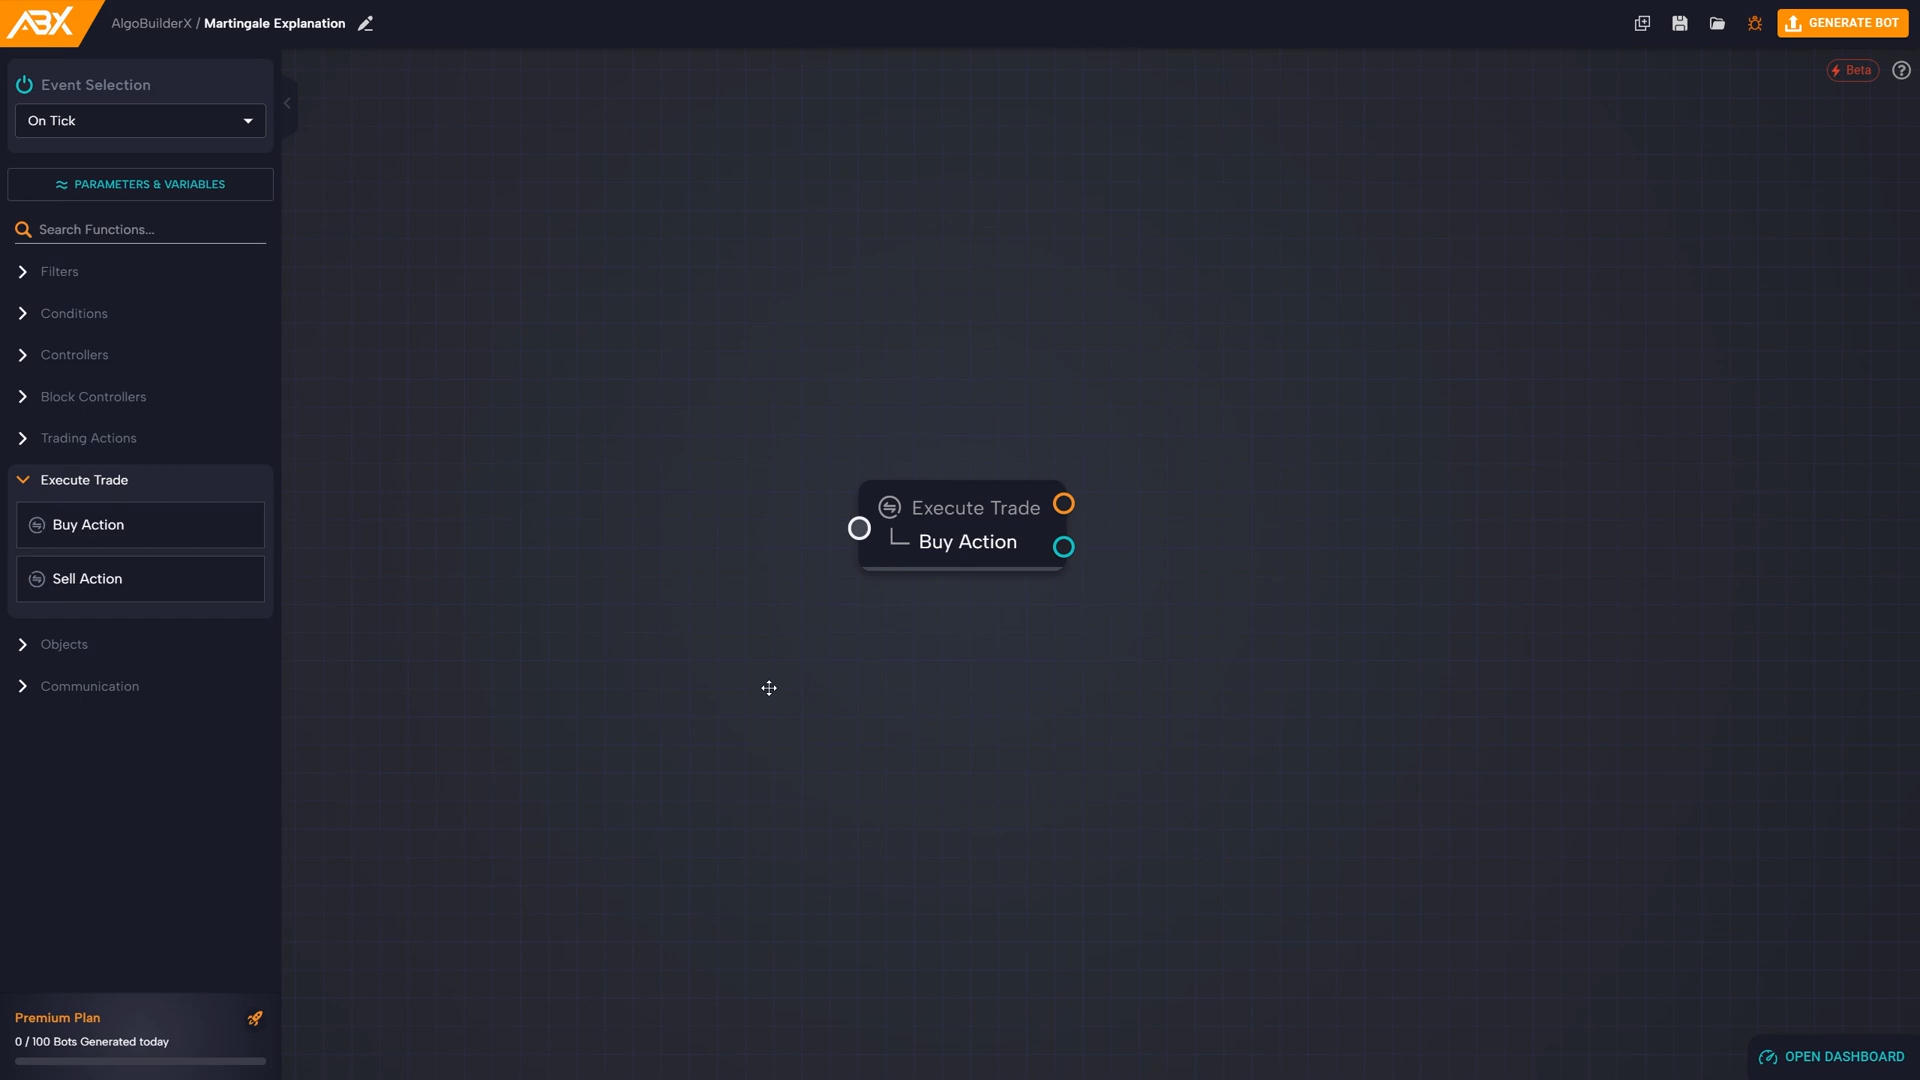 ABX
AlgoBuilderX / Martingale Explanation
GENERATE BOT
Beta
Event Selection
On Tick
PARAMETERS & VARIABLES
Search Functions...
Filters
Conditions
Controllers
Block Controllers
Trading Actions
Execute Trade
Buy Action
Sell Action
Objects
Communication
Execute Trade
Buy Action
Premium Plan
0 / 100 Bots Generated today
OPEN DASHBOARD